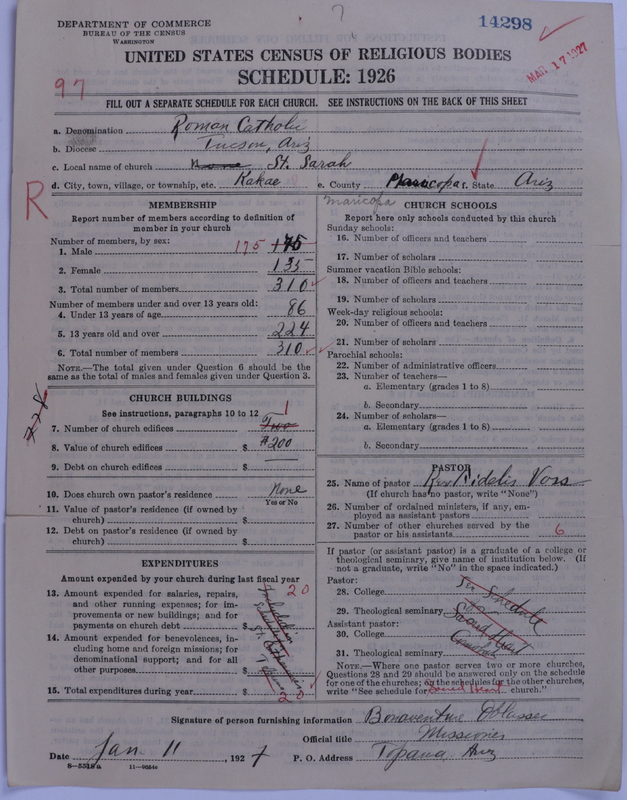 DEPARTMENT OF COMMERCE
BUREAU OF THE CENSUS
WASHINGTON
?
14298
MAR 17 1927
UNITED STATES CENSUS OF RELIGIOUS BODIES
SCHEDULE: 1926
97
FILL OUT A SEPARATE SCHEDULE FOR EACH CHURCH. SEE INSTRUCTIONS ON THE BACK OF THIS SHEET
a. Denomination Roman Catholic
b. Diocese Tucson, Ariz
c. Local name of church None St. Sarah
d. City, town, village, or township, etc. Kakae e. County Maricopa. State Ariz
R
Maricopa
MEMBERSHIP
Report number of members according to definition of
member in your church
Number of members, by sex:
1. Male 175 175
2. Female 135
3. Total number of members 310
Number of members under and over 13 years old:
4. Under 13 years of age 86
5. 13 years old and over 224
6. Total number of members 310
NOTE.—The total given under Question 6 should be
same as the total of males and females given under Question 3.
CHURCH BUILDINGS
See instructions, paragraphs 10 to 12
7. Number of church edifices Two 1
8. Value of church edifices $ $200
9. Debt on church edifices $
10. Does church own pastor's residence None
Yes or No
11. Value of pastor's residence (if owned by
church) $
12. Debt on pastor's residence (if owned by
church) $
EXPENDITURES
Amount expended by your church during last fiscal year
13. Amount expended for salaries, repairs,
and other running expenses; for im-
provements or new buildings; and for
payments on church debt $ 20
14. Amount expended for benevolences, in-
cluding home and foreign missions; for
denominational support; and for all
other purposes $
15. Total expenditures during year $ 20
CHURCH SCHOOLS
Report here only schools conducted by this church
Sunday schools:
16. Number of officers and teachers
17. Number of scholars
Summer vacation Bible schools:
18. Number of officers and teachers
19. Number of scholars
Week-day religious schools:
20. Number of officers and teachers
21. Number of scholars
Parochial schools:
22. Number of administrative officers
23. Number of teachers—
a. Elementary (grades 1 to 8)
b. Secondary
24. Number of scholars—
a. Elementary (grades 1 to 8)
b. Secondary
PASTOR
25. Name of pastor Rev Fidelis Voss
(If church has no pastor, write "None")
26. Number of ordained ministers, if any, em-
ployed as assistant pastors
27. Number of other churches served by the
pastor or his assistants 6
If pastor (or assistant pastor) is a graduate of a college or
theological seminary, give name of institution below. (If
not a graduate, write "No" in the space indicated.)
Pastor:
28. College See Schedule
29. Theological seminary for Sacred Heart
Assistant pastor:
30. College Church
31. Theological seminary
NOTE.—Where one pastor serves two or more churches,
Questions 28 and 29 should be answered only on the schedule
for one of the churches; on the schedules for the other churches,
write "See schedule for Sacred Heart church."
Signature of person furnishing information Bonaventure Oblasser
Official title
Date Jan 11, 1927 P. O. Address Topawa, Ariz
8—5518a 11—9654c